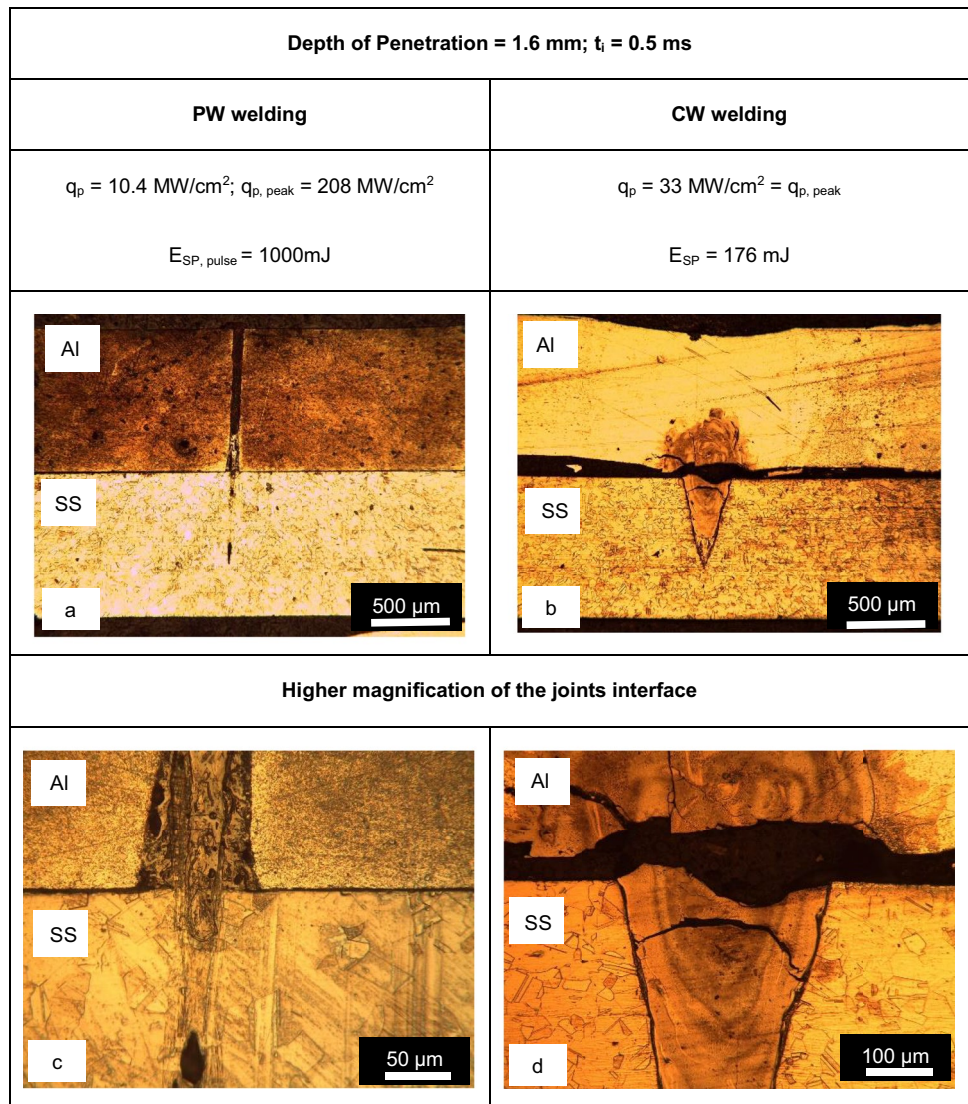 Depth of Penetration = 1.6 mm; tᵢ = 0.5 ms
PW welding
CW welding
qₚ = 10.4 MW/cm²; qₚ, ₚₑₐₖ = 208 MW/cm²
E_SP, pulse = 1000mJ
qₚ = 33 MW/cm² = qₚ, ₚₑₐₖ
E_SP = 176 mJ
Al
SS
a
500 µm
Al
SS
b
500 µm
Higher magnification of the joints interface
Al
SS
c
50 µm
Al
SS
d
100 µm